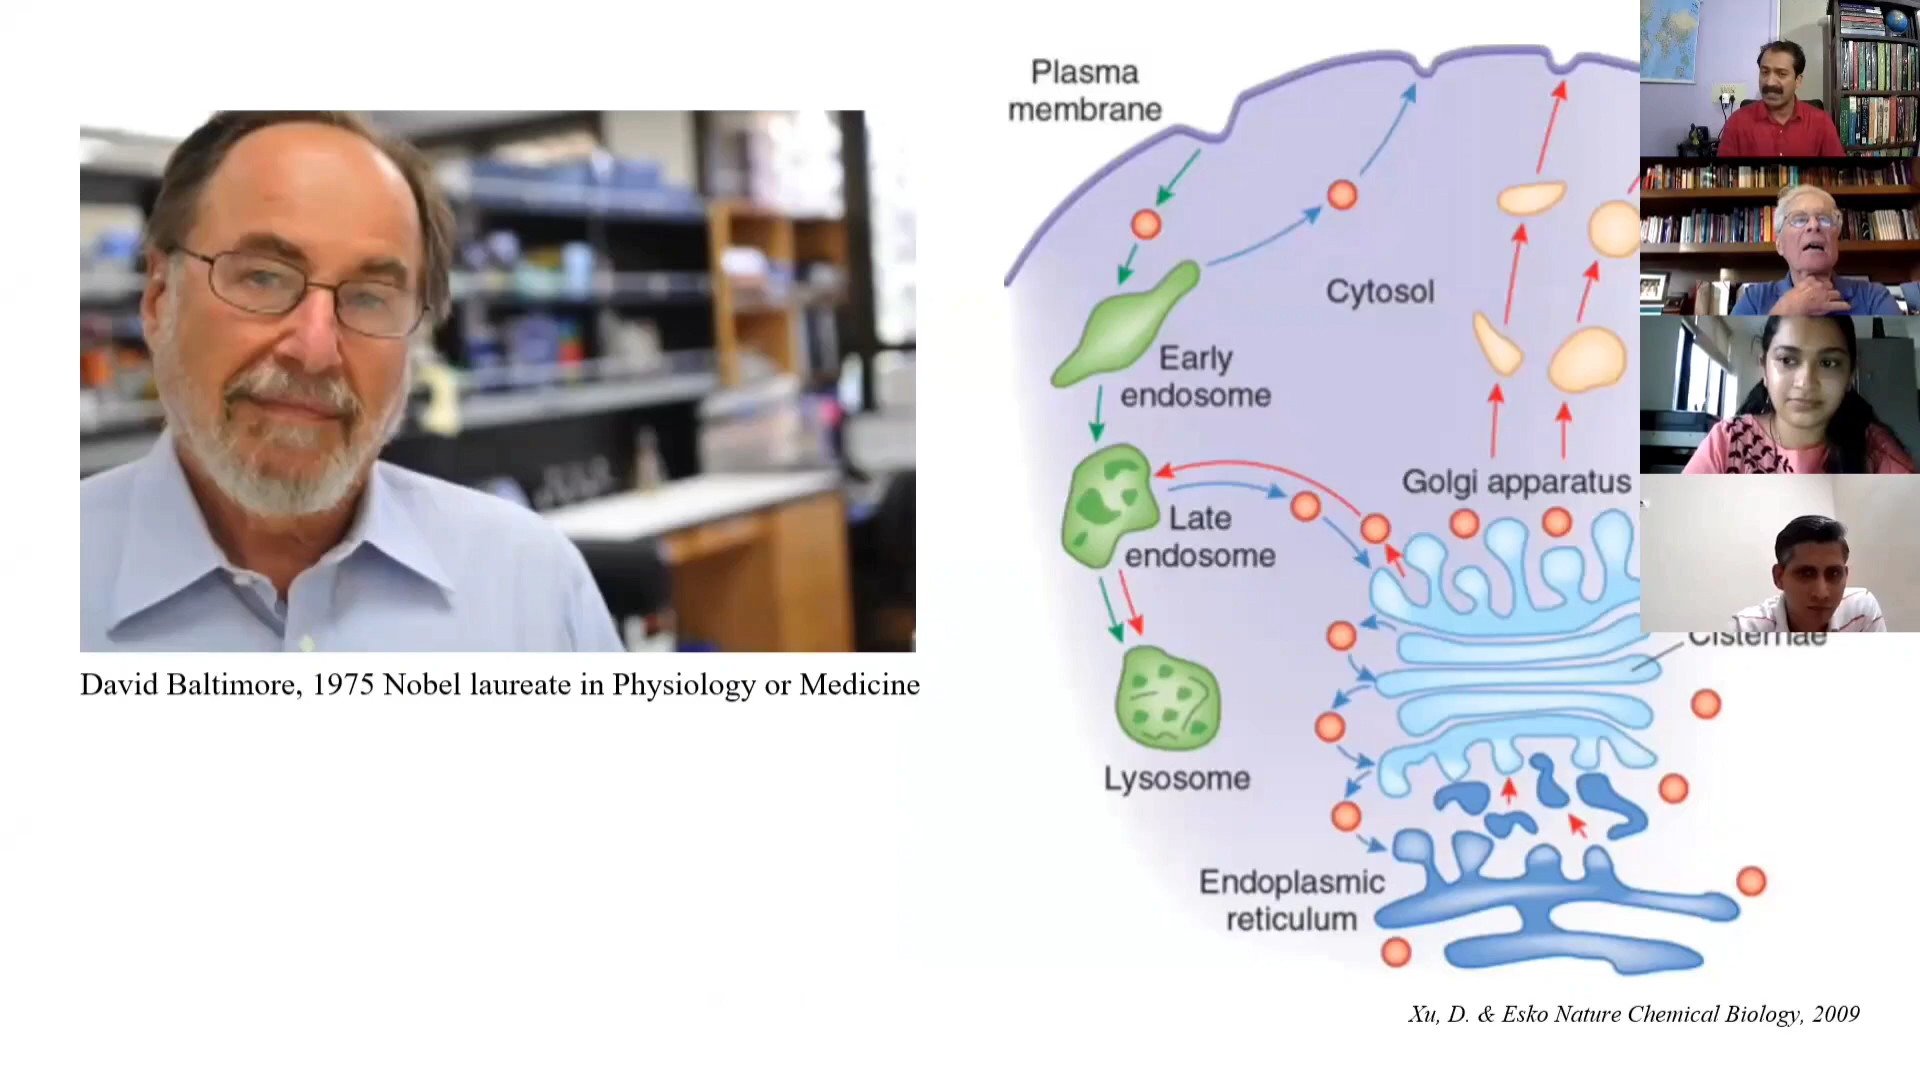 Plasma
membrane
Cytosol
Early
endosome
Golgi apparatus
Late
endosome
Cisternae
David Baltimore, 1975 Nobel laureate in Physiology or Medicine
Lysosome
Endoplasmic
reticulum
Xu, D. & Esko Nature Chemical Biology, 2009